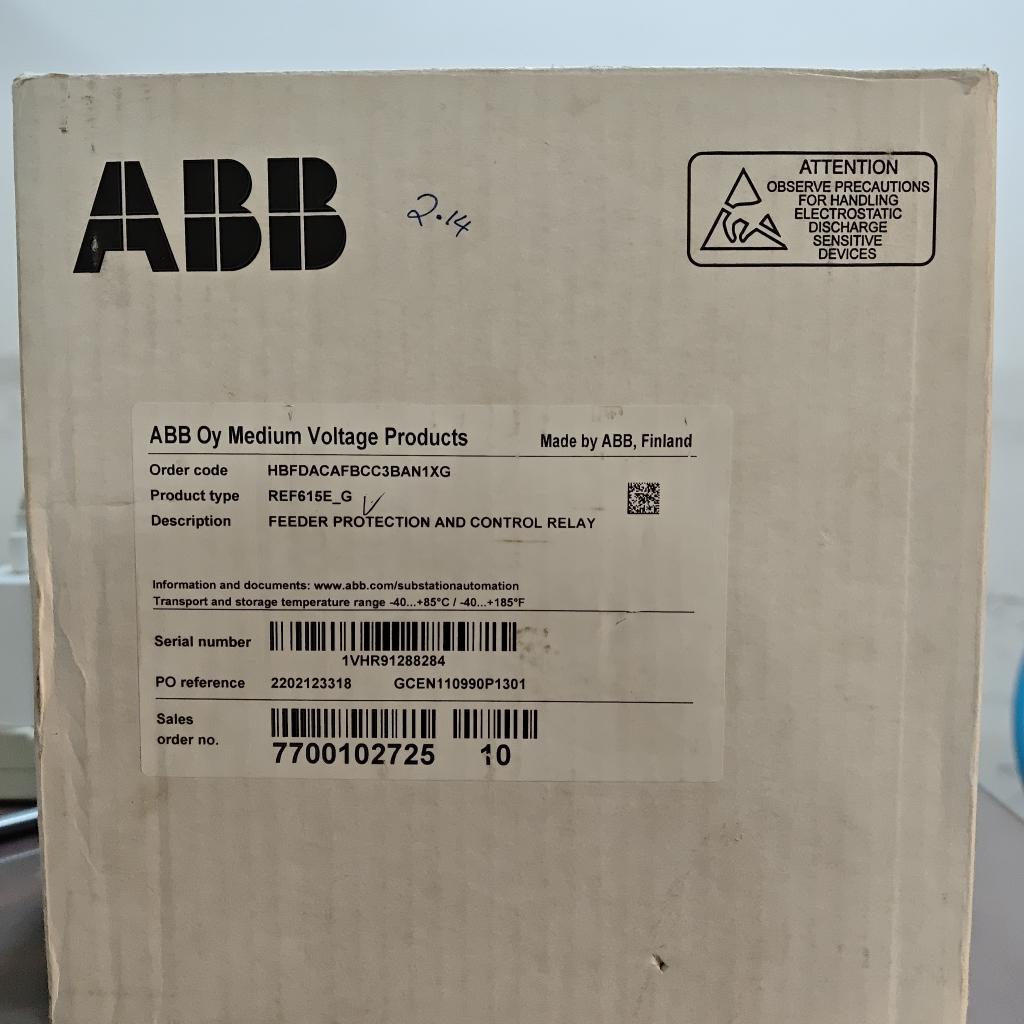 ABB
2.14
ATTENTION
OBSERVE PRECAUTIONS
FOR HANDLING
ELECTROSTATIC
DISCHARGE
SENSITIVE
DEVICES
ABB Oy Medium Voltage Products Made by ABB, Finland
Order code HBFDACAFBCC3BAN1XG
Product type REF615E_G
Description FEEDER PROTECTION AND CONTROL RELAY
Information and documents: www.abb.com/substationautomation
Transport and storage temperature range -40...+85°C / -40...+185°F
Serial number
1VHR91288284
PO reference 2202123318 GCEN110990P1301
Sales
order no.
7700102725 10